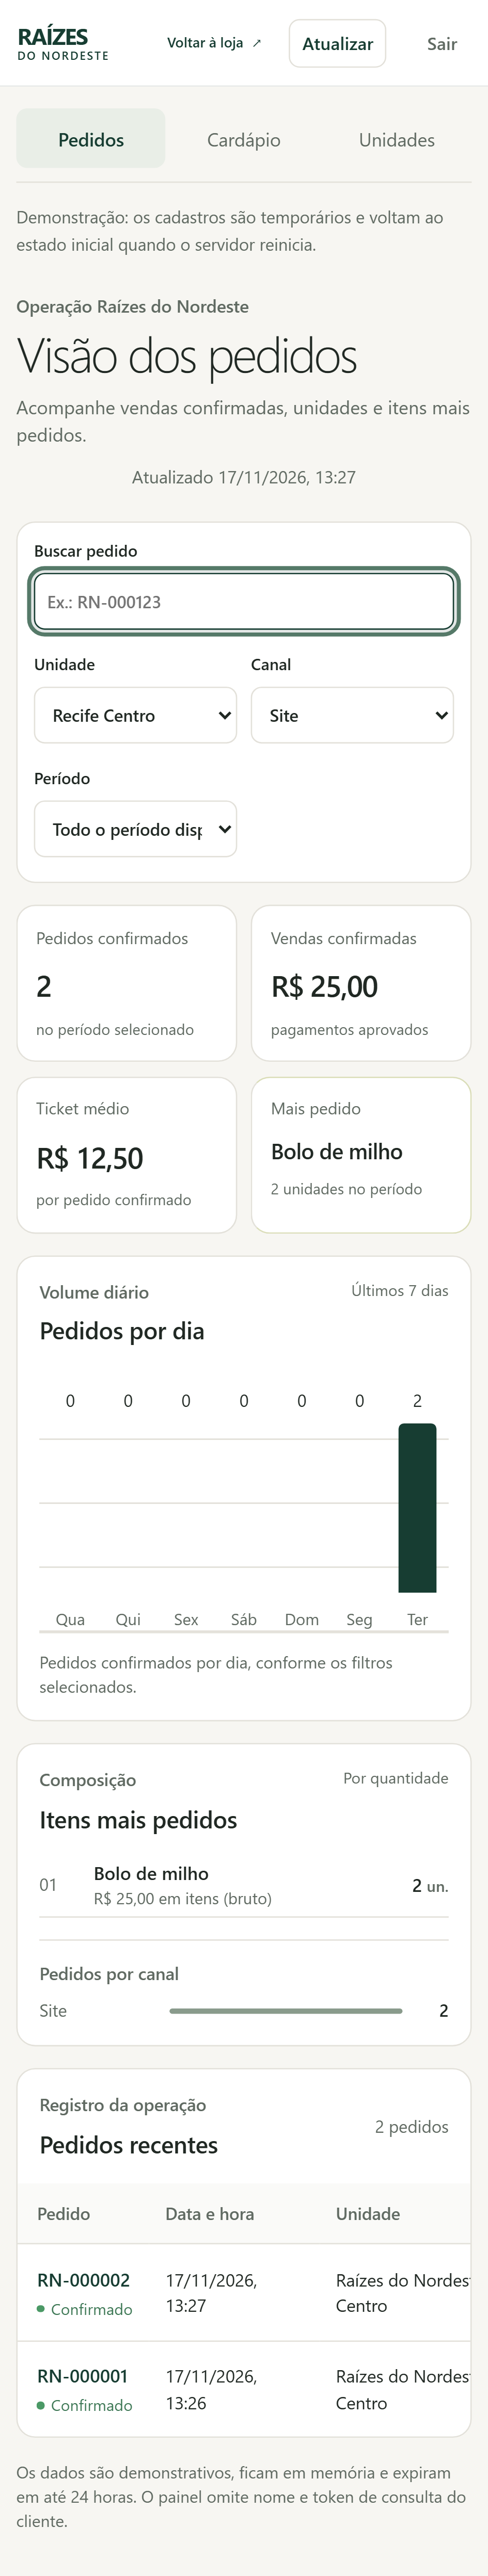 RAÍZES
DO NORDESTE
Voltar à loja ↗
Atualizar
Sair
Pedidos
Cardápio
Unidades
Demonstração: os cadastros são temporários e voltam ao
estado inicial quando o servidor reinicia.
Operação Raízes do Nordeste
Visão dos pedidos
Acompanhe vendas confirmadas, unidades e itens mais
pedidos.
Atualizado 17/11/2026, 13:27
Buscar pedido
Ex.: RN-000123
Unidade
Canal
Recife Centro
Site
Período
Todo o período disp
Pedidos confirmados
2
no período selecionado
Vendas confirmadas
R$ 25,00
pagamentos aprovados
Ticket médio
R$ 12,50
por pedido confirmado
Mais pedido
Bolo de milho
2 unidades no período
Volume diário
Últimos 7 dias
Pedidos por dia
0 0 0 0 0 0 2
Qua Qui Sex Sáb Dom Seg Ter
Pedidos confirmados por dia, conforme os filtros
selecionados.
Composição
Por quantidade
Itens mais pedidos
01
Bolo de milho
R$ 25,00 em itens (bruto)
2 un.
Pedidos por canal
Site
2
Registro da operação
Pedidos recentes
2 pedidos
Pedido
Data e hora
Unidade
RN-000002
Confirmado
17/11/2026,
13:27
Raízes do Nordest
Centro
RN-000001
Confirmado
17/11/2026,
13:26
Raízes do Nordest
Centro
Os dados são demonstrativos, ficam em memória e expiram
em até 24 horas. O painel omite nome e token de consulta do
cliente.